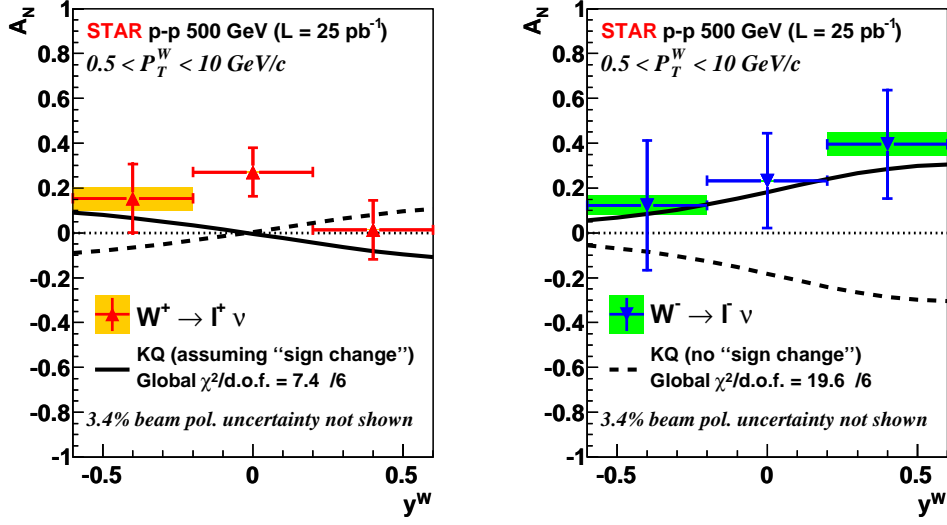 A_N
STAR p-p 500 GeV (L = 25 pb⁻¹)
0.5 < P_T^W < 10 GeV/c
1
0.8
0.6
0.4
0.2
0
-0.2
-0.4
-0.6
-0.8
-1
W⁺ → l⁺ ν
KQ (assuming “sign change”)
Global χ²/d.o.f. = 7.4 /6
3.4% beam pol. uncertainty not shown
-0.5 0 0.5
y^W
A_N
STAR p-p 500 GeV (L = 25 pb⁻¹)
0.5 < P_T^W < 10 GeV/c
1
0.8
0.6
0.4
0.2
0
-0.2
-0.4
-0.6
-0.8
-1
W⁻ → l⁻ ν
KQ (no “sign change”)
Global χ²/d.o.f. = 19.6 /6
3.4% beam pol. uncertainty not shown
-0.5 0 0.5
y^W